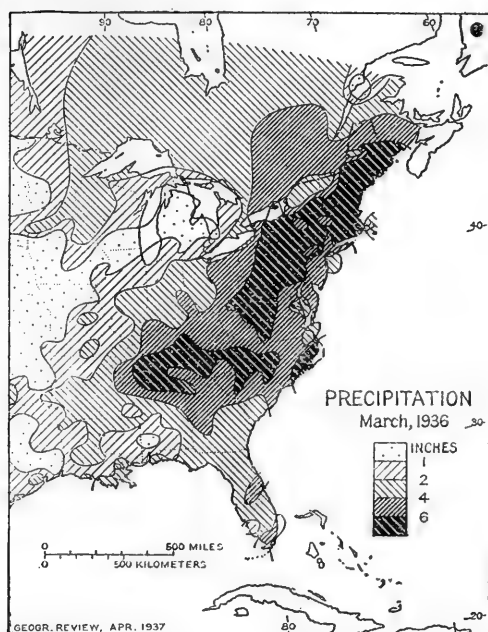 90
80
70
60
40
PRECIPITATION
March, 1936
30
INCHES
1
2
4
6
0 500 MILES
0 500 KILOMETERS
GEOGR. REVIEW, APR. 1937
80
20